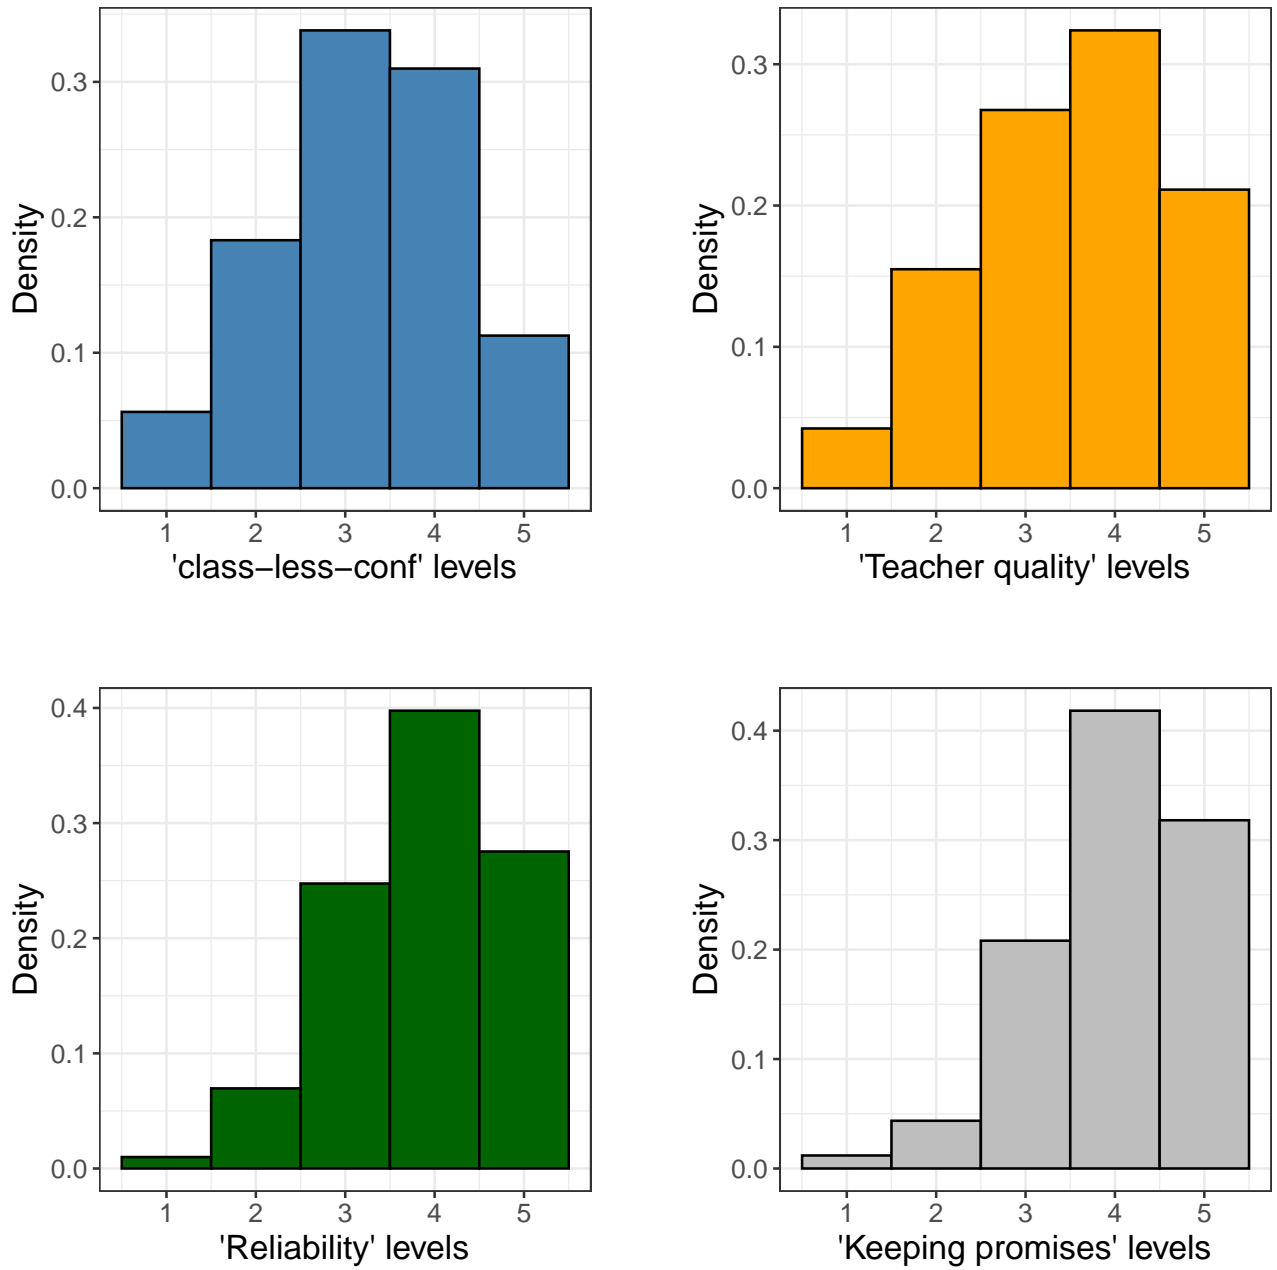 Density
0.3
0.2
0.1
0.0
1 2 3 4 5
'class−less−conf' levels
Density
0.3
0.2
0.1
0.0
1 2 3 4 5
'Teacher quality' levels
Density
0.4
0.3
0.2
0.1
0.0
1 2 3 4 5
'Reliability' levels
Density
0.4
0.3
0.2
0.1
0.0
1 2 3 4 5
'Keeping promises' levels